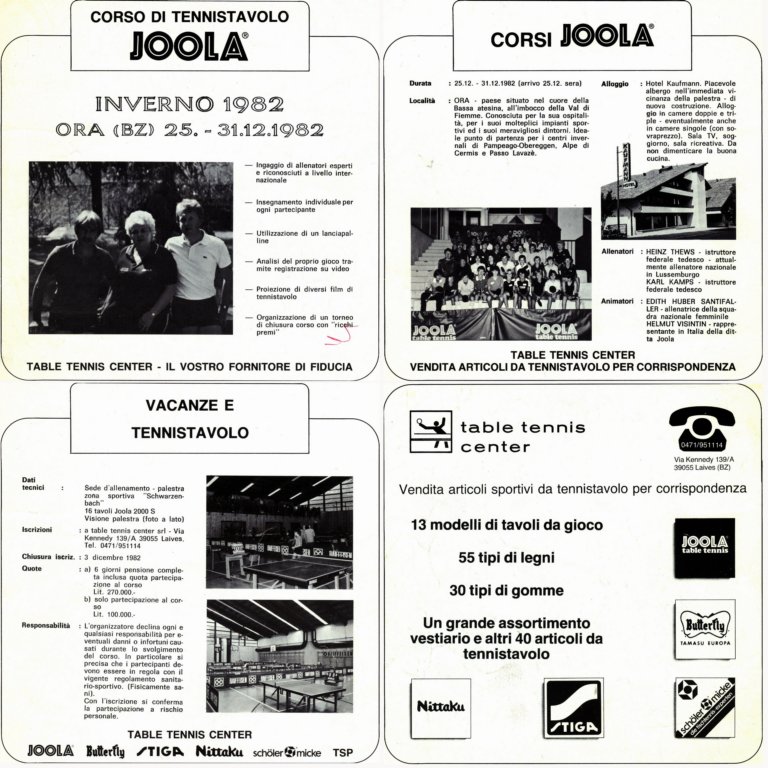 CORSO DI TENNISTAVOLO
JOOLA®
INVERNO 1982
ORA (BZ) 25. - 31.12.1982
— Ingaggio di allenatori esperti
e riconosciuti a livello inter-
nazionale
— Insegnamento individuale per
ogni partecipante
— Utilizzazione di un lanciapal-
line
— Analisi del proprio gioco tra-
mite registrazione su video
— Proiezione di diversi film di
tennistavolo
— Organizzazione di un torneo
di chiusura corso con "ricchi
premi"
TABLE TENNIS CENTER - IL VOSTRO FORNITORE DI FIDUCIA
CORSI JOOLA®
Durata : 25.12. - 31.12.1982 (arrivo 25.12. sera)
Località : ORA - paese situato nel cuore della
Bassa atesina, all'imbocco della Val di
Fiemme. Conosciuta per la sua ospitali-
tà, per i suoi molteplici impianti spor-
tivi ed i suoi meravigliosi dintorni. Idea-
le punto di partenza per i centri inver-
nali di Pampeago-Obereggen, Alpe di
Cermis e Passo Lavazè.
Alloggio : Hotel Kaufmann. Piacevole
albergo nell'immediata vi-
cinanza della palestra - di
nuova costruzione. Allog-
gio in camere doppie e tri-
ple - eventualmente anche
in camere singole (con so-
vraprezzo). Sala TV, sog-
giorno, sala ricreativa. Da
non dimenticare la buona
cucina.
KAUFMANN
HOTEL
JOOLA
table tennis
JOOLA
table tennis
Allenatori : HEINZ THEWS - istruttore
federale tedesco - attual-
mente allenatore nazionale
in Lussemburgo
KARL KAMPS - istruttore
federale tedesco
Animatori : EDITH HUBER SANTIFAL-
LER - allenatrice della squa-
dra nazionale femminile
HELMUT VISINTIN - rappre-
sentante in Italia della dit-
ta Joola
TABLE TENNIS CENTER
VENDITA ARTICOLI DA TENNISTAVOLO PER CORRISPONDENZA
VACANZE E
TENNISTAVOLO
Dati
tecnici : Sede d'allenamento - palestra
zona sportiva "Schwarzen-
bach"
16 tavoli Joola 2000 S
Visione palestra (foto a lato)
Iscrizioni : a table tennis center srl - Via
Kennedy 139/A 39055 Laives.
Tel. 0471/951114
Chiusura iscriz. : 3 dicembre 1982
Quote : a) 6 giorni pensione comple-
ta inclusa quota partecipa-
zione al corso
Lit. 270.000.-
b) solo partecipazione al cor-
so
Lit. 100.000.-
Responsabilità : L'organizzatore declina ogni e
qualsiasi responsabilità per e-
ventuali danni o infortuni cau-
sati durante lo svolgimento
del corso. In particolare si
precisa che i partecipanti de-
vono essere in regola con il
vigente regolamento sanita-
rio-sportivo. (Fisicamente sa-
ni).
Con l'iscrizione si conferma
la partecipazione a rischio
personale.
TABLE TENNIS CENTER
JOOLA Butterfly STIGA Nittaku schöler micke TSP
table tennis
center
0471/951114
Via Kennedy 139/A
39055 Laives (BZ)
Vendita articoli sportivi da tennistavolo per corrispondenza
13 modelli di tavoli da gioco
55 tipi di legni
30 tipi di gomme
Un grande assortimento
vestiario e altri 40 articoli da
tennistavolo
JOOLA
table tennis
Butterfly
TAMASU EUROPA
Nittaku
STIGA
schöler micke